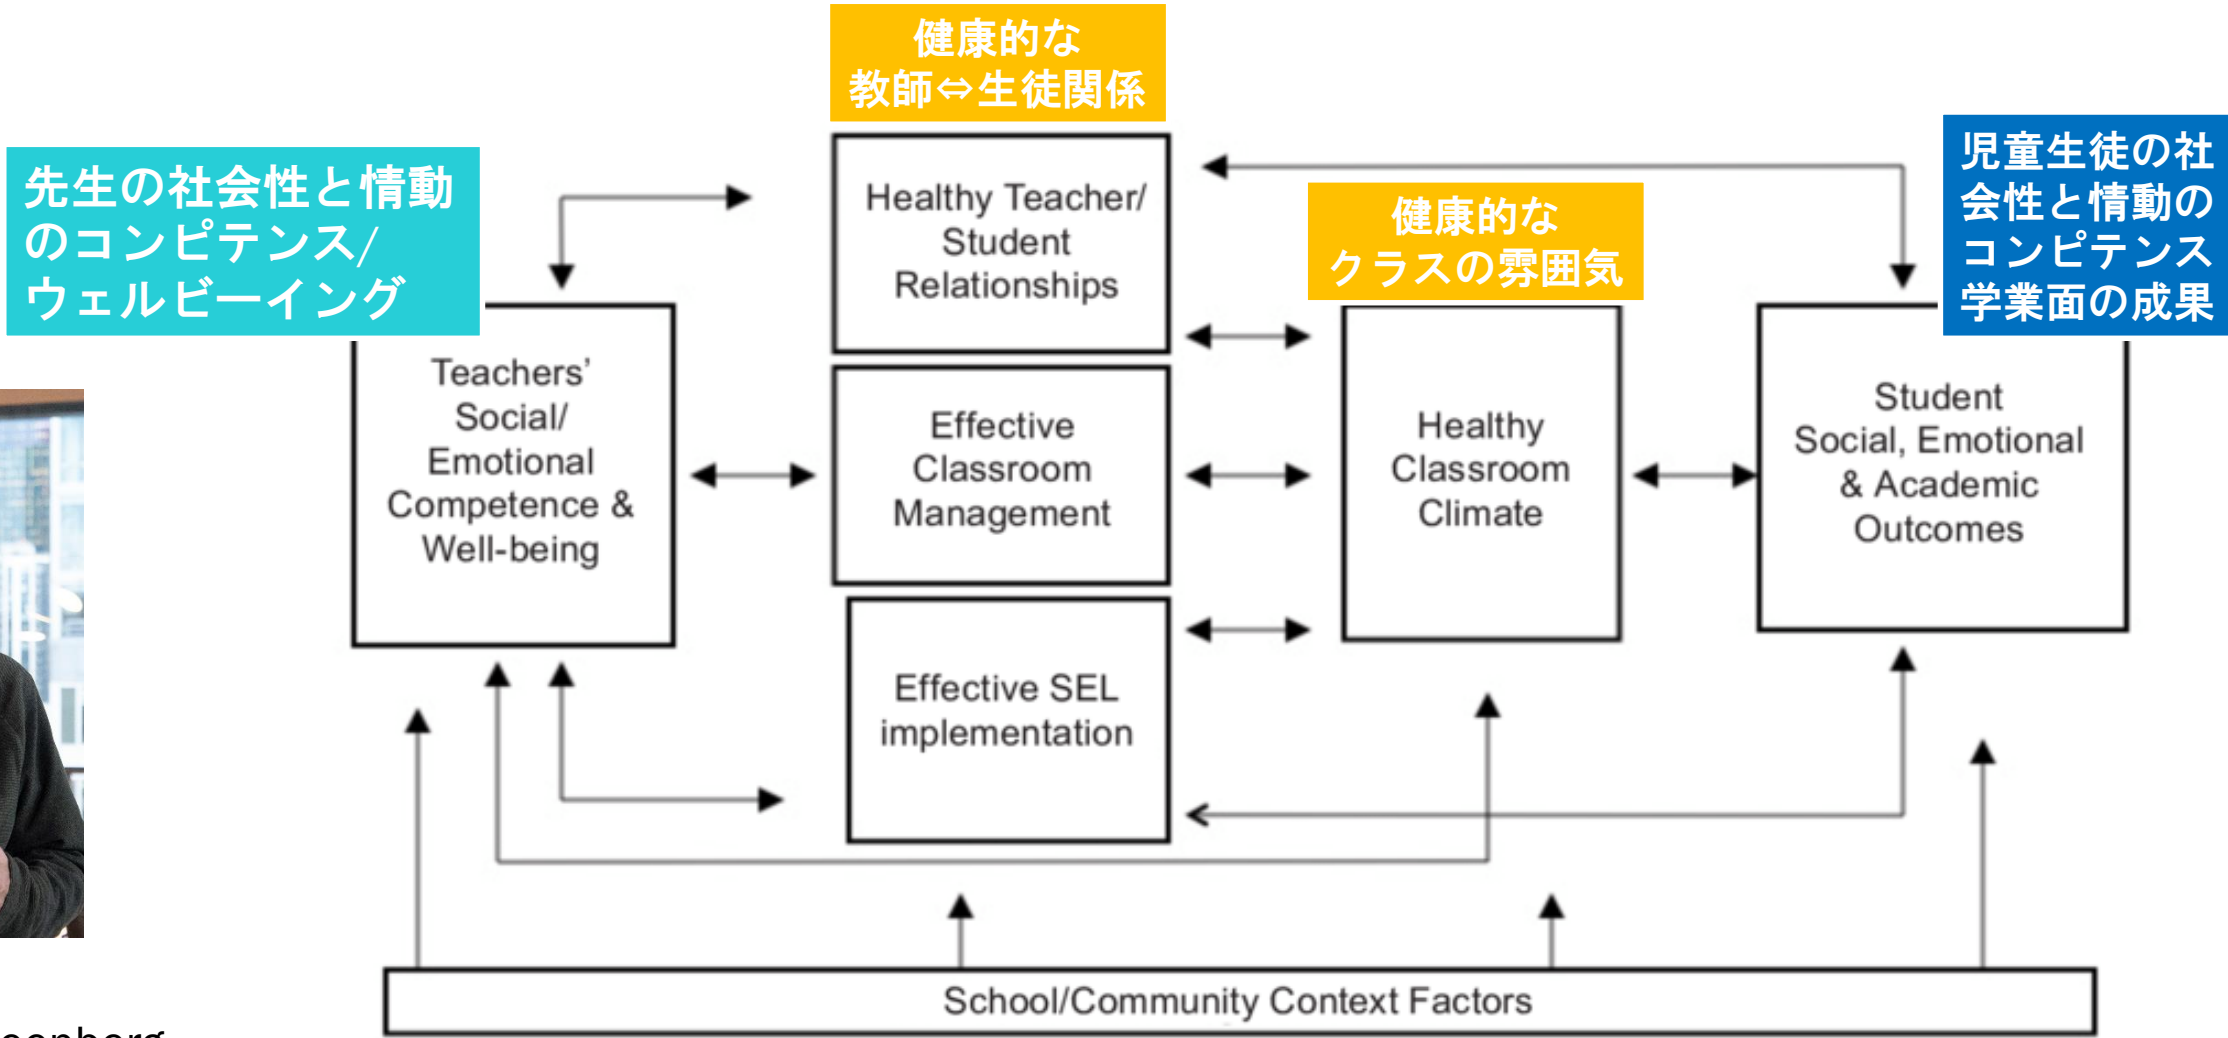 健康的な
教師⇔生徒関係
先生の社会性と情動
のコンピテンス/
ウェルビーイング
児童生徒の社
会性と情動の
コンピテンス
学業面の成果
健康的な
クラスの雰囲気
Healthy Teacher/
Student
Relationships
Teachers’
Social/
Emotional
Competence &
Well-being
Effective
Classroom
Management
Effective SEL
implementation
Healthy
Classroom
Climate
Student
Social, Emotional
& Academic
Outcomes
School/Community Context Factors